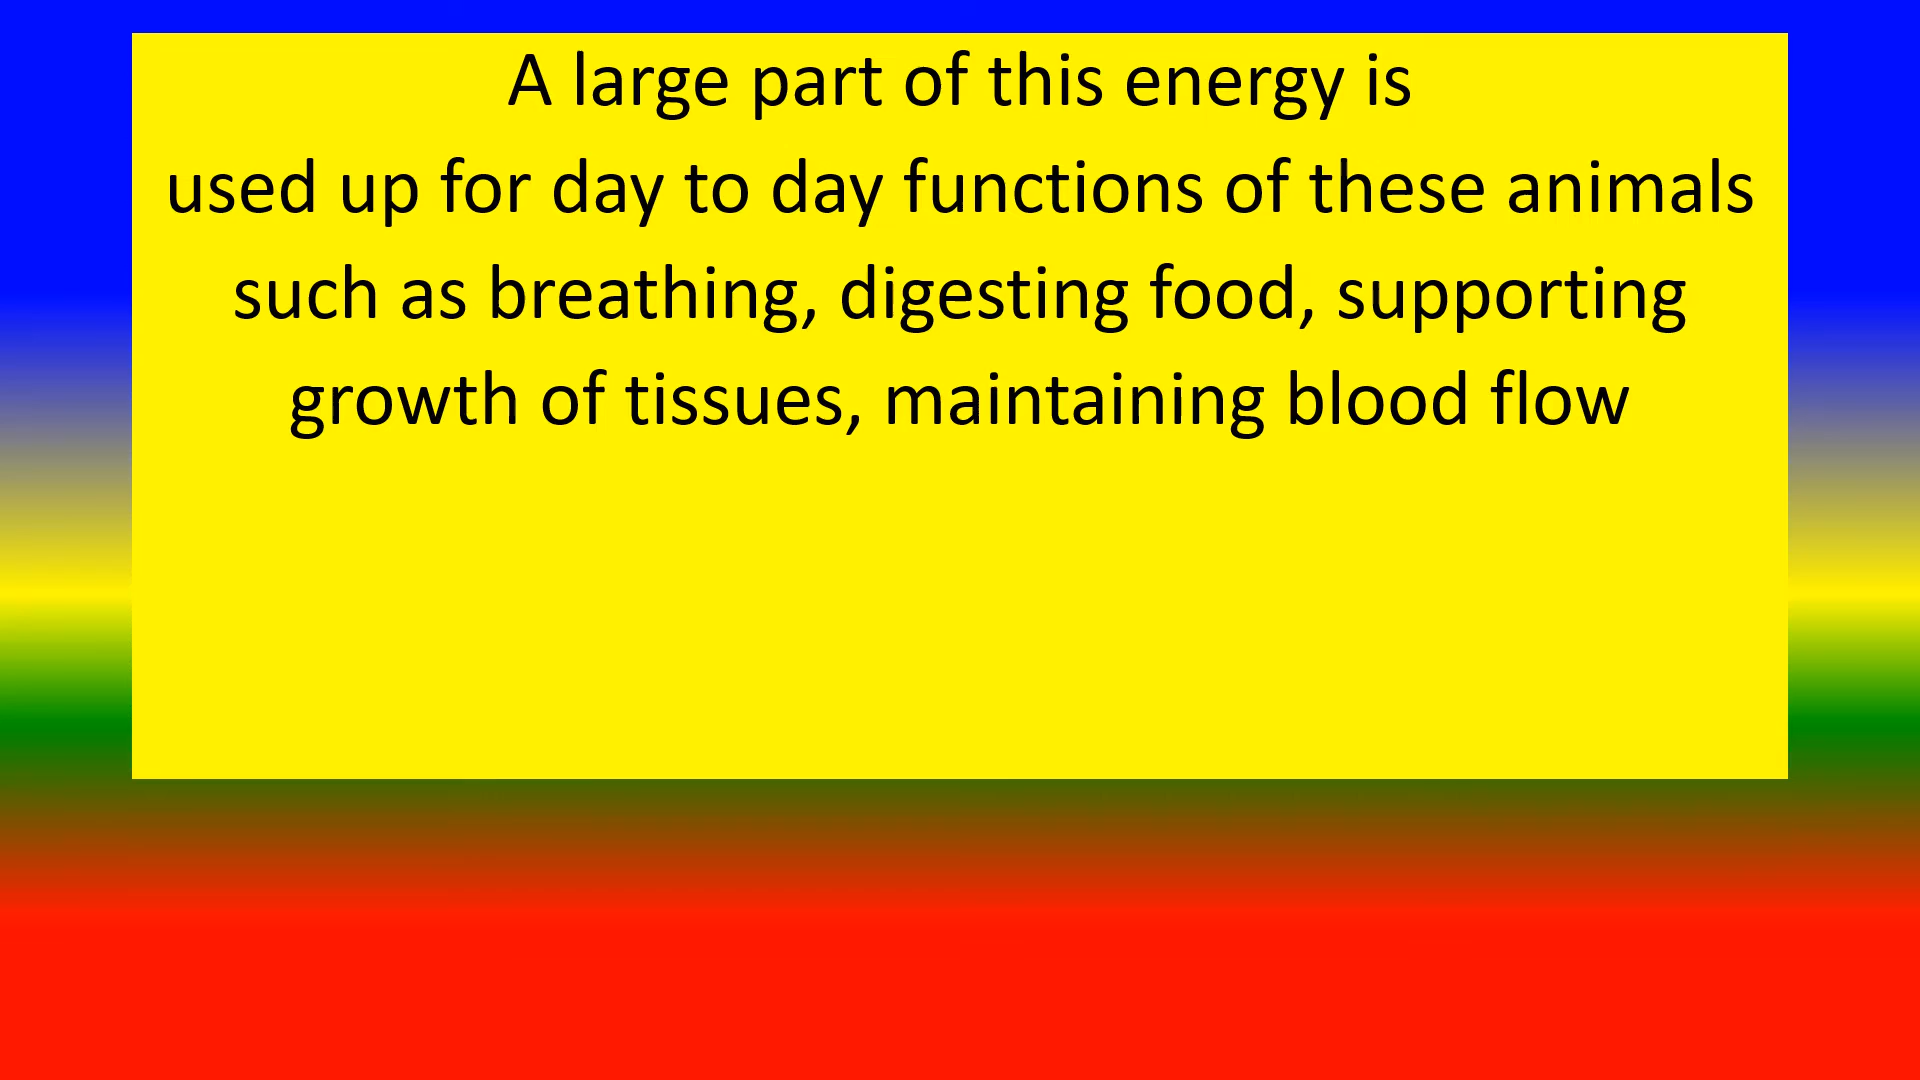 A large part of this energy is
used up for day to day functions of these animals
such as breathing, digesting food, supporting
growth of tissues, maintaining blood flow